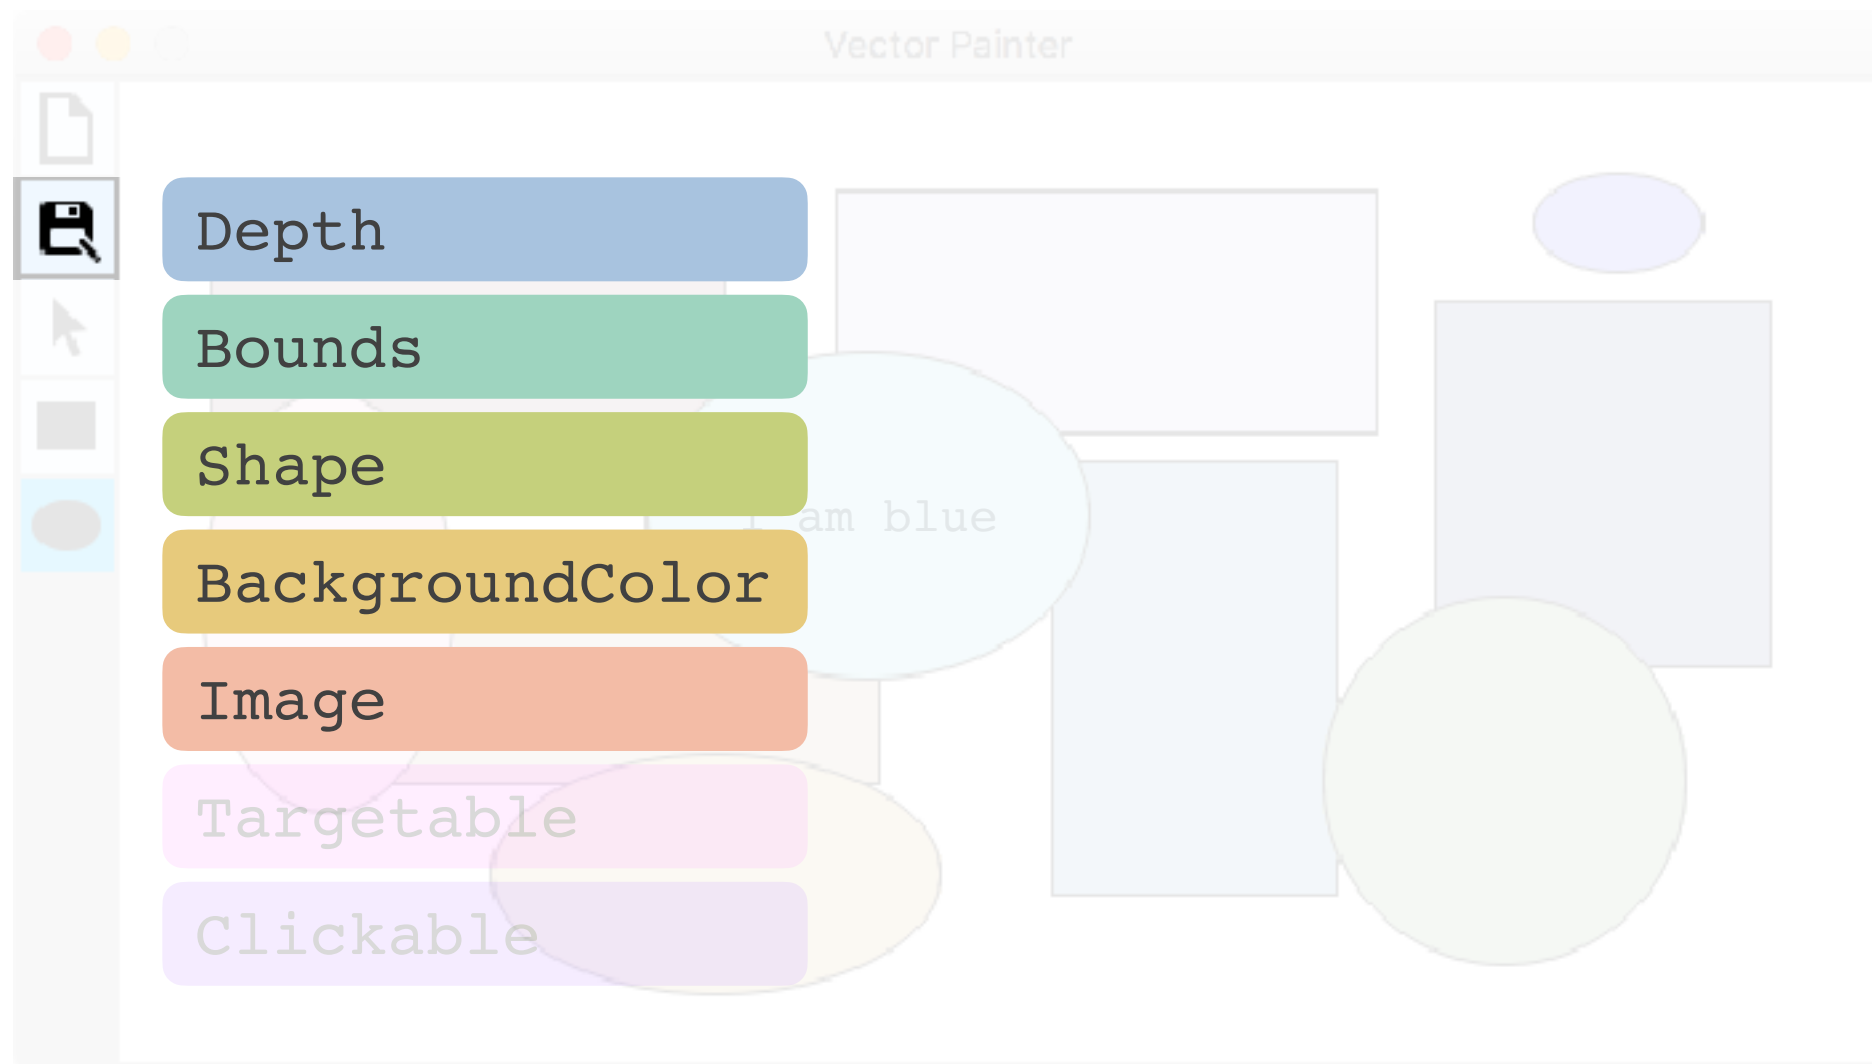 Vector Painter
Depth
Bounds
Shape
I am blue
BackgroundColor
Image
Targetable
Clickable